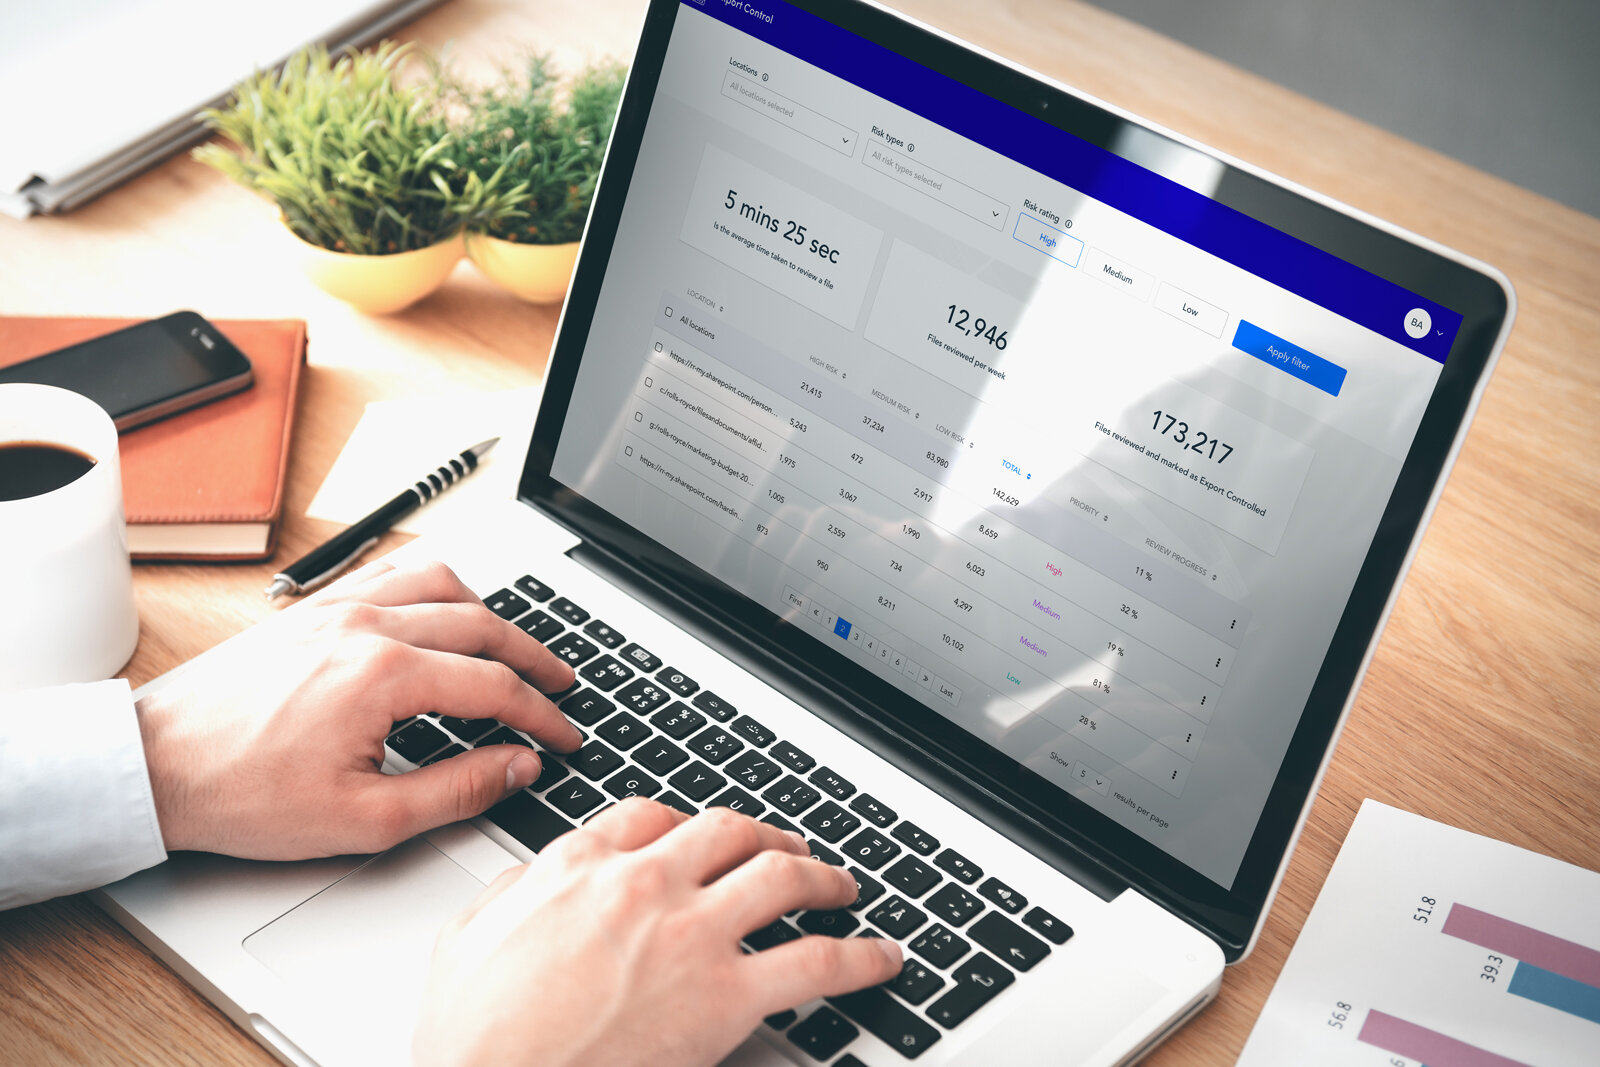 port Control
BA
Locations
All locations selected
Risk types
All risk types selected
Risk rating
High
Medium
Low
Apply filter
5 mins 25 sec
Is the average time taken to review a file
12,946
Files reviewed per week
173,217
Files reviewed and marked as Export Controlled
LOCATION HIGH RISK MEDIUM RISK LOW RISK TOTAL PRIORITY REVIEW PROGRESS
All locations 21,415 37,234 83,980 142,629 11 %
https://rr-my.sharepoint.com/person... 5,243 472 2,917 8,659 High 32 %
c:/rolls-royce/filesandocuments/affid... 1,975 3,067 1,990 6,023 Medium 19 %
g:/rolls-royce/marketing-budget-20... 1,005 2,559 734 4,297 Medium 81 %
https://rr-my.sharepoint.com/hardin... 873 950 8,211 10,102 Low 28 %
First « 1 2 3 4 5 6 ... » Last
Show 5 results per page
E R T Y U
F G V
51.8
39.3
56.8